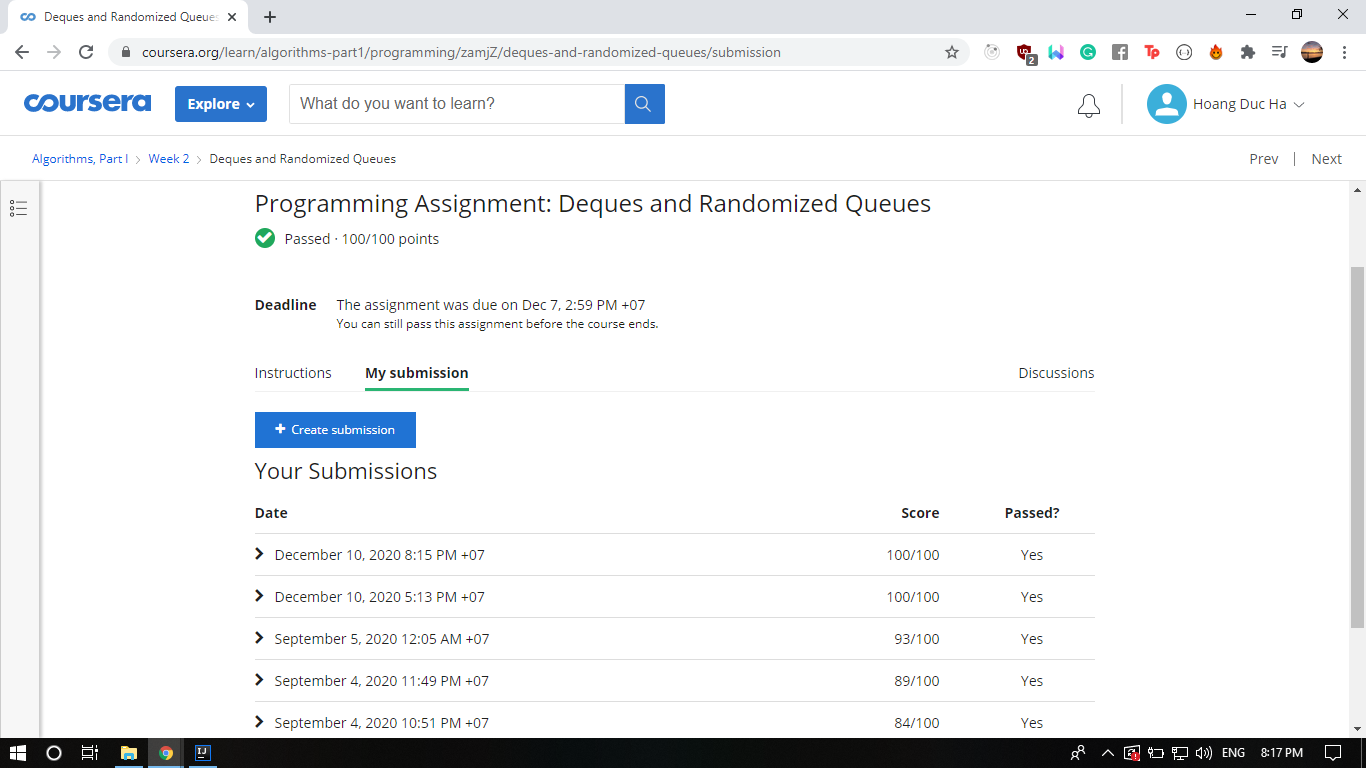 Deques and Randomized Queues
coursera.org/learn/algorithms-part1/programming/zamjZ/deques-and-randomized-queues/submission
2
coursera
Explore
What do you want to learn?
Hoang Duc Ha
Algorithms, Part I
Week 2
Deques and Randomized Queues
Prev | Next
Programming Assignment: Deques and Randomized Queues
Passed · 100/100 points
Deadline The assignment was due on Dec 7, 2:59 PM +07
You can still pass this assignment before the course ends.
Instructions My submission Discussions
+ Create submission
Your Submissions
Date Score Passed?
December 10, 2020 8:15 PM +07 100/100 Yes
December 10, 2020 5:13 PM +07 100/100 Yes
September 5, 2020 12:05 AM +07 93/100 Yes
September 4, 2020 11:49 PM +07 89/100 Yes
September 4, 2020 10:51 PM +07 84/100 Yes
IJ
ENG 8:17 PM